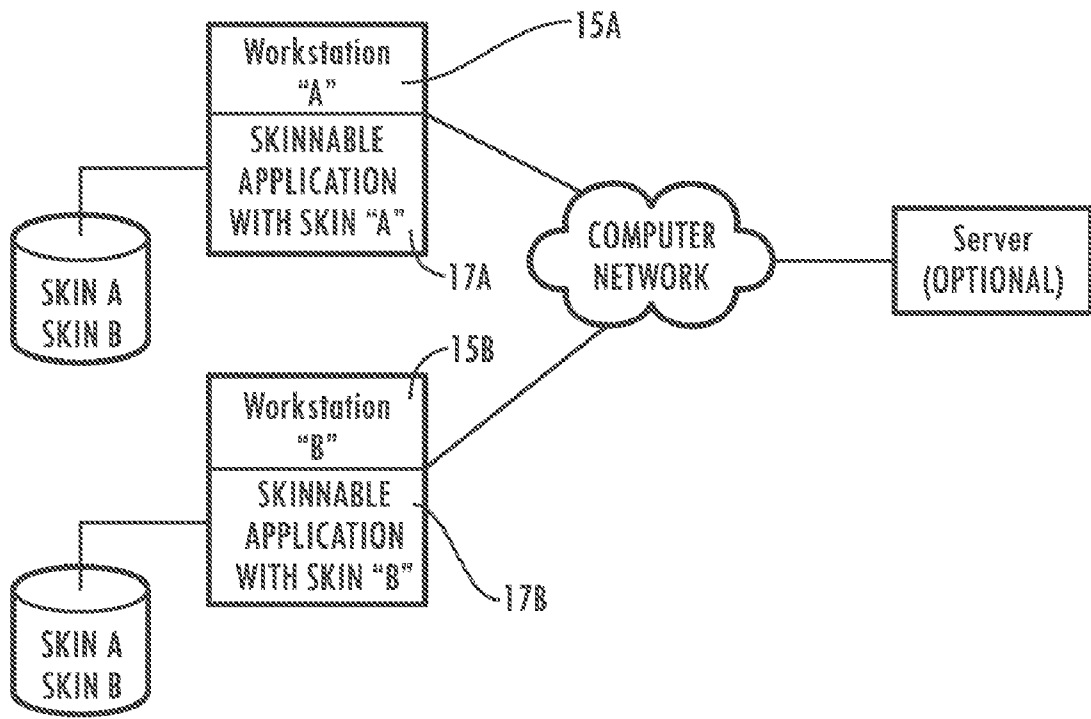 15A
Workstation
“A”
SKINNABLE
APPLICATION
WITH SKIN “A”
17A
SKIN A
SKIN B
COMPUTER
NETWORK
Server
(OPTIONAL)
15B
Workstation
“B”
SKINNABLE
APPLICATION
WITH SKIN “B”
17B
SKIN A
SKIN B